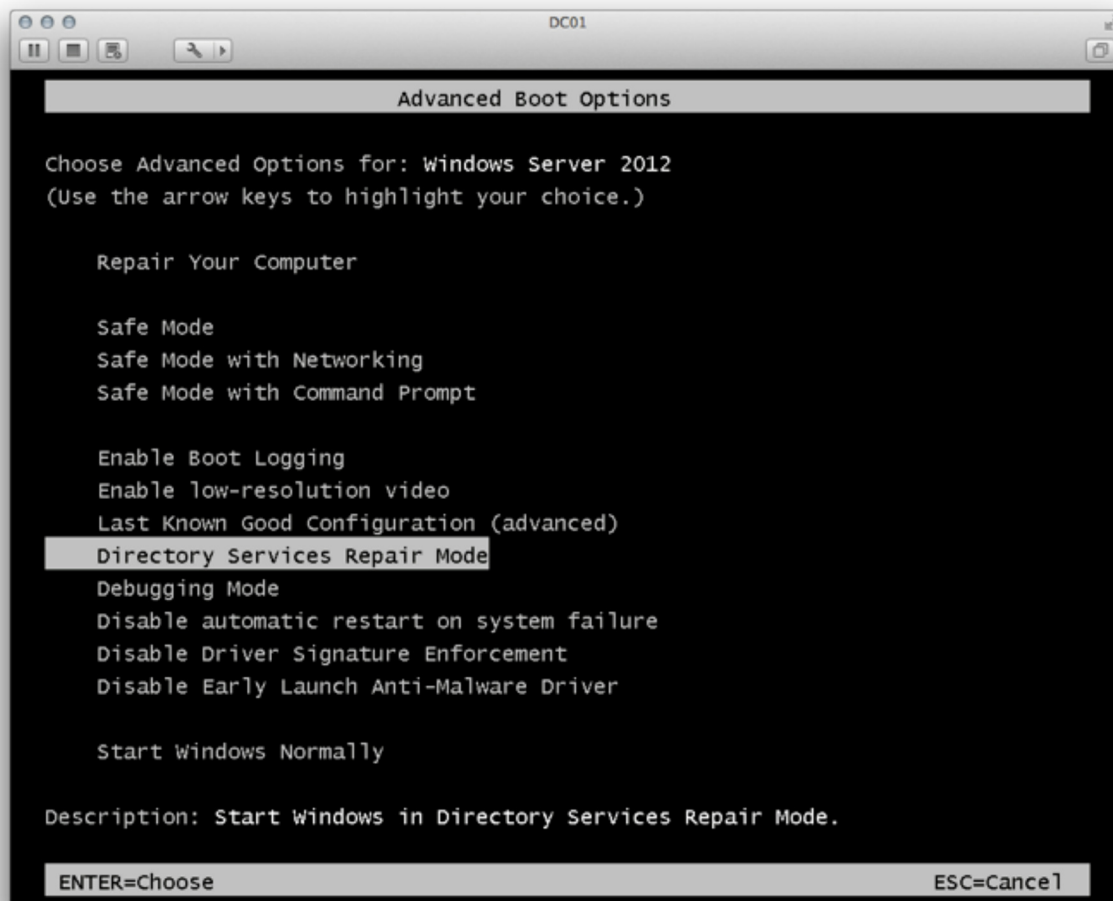 DC01
Advanced Boot Options
Choose Advanced Options for: Windows Server 2012
(Use the arrow keys to highlight your choice.)
Repair Your Computer
Safe Mode
Safe Mode with Networking
Safe Mode with Command Prompt
Enable Boot Logging
Enable low-resolution video
Last Known Good Configuration (advanced)
Directory Services Repair Mode
Debugging Mode
Disable automatic restart on system failure
Disable Driver Signature Enforcement
Disable Early Launch Anti-Malware Driver
Start Windows Normally
Description: Start Windows in Directory Services Repair Mode.
ENTER=Choose ESC=Cancel